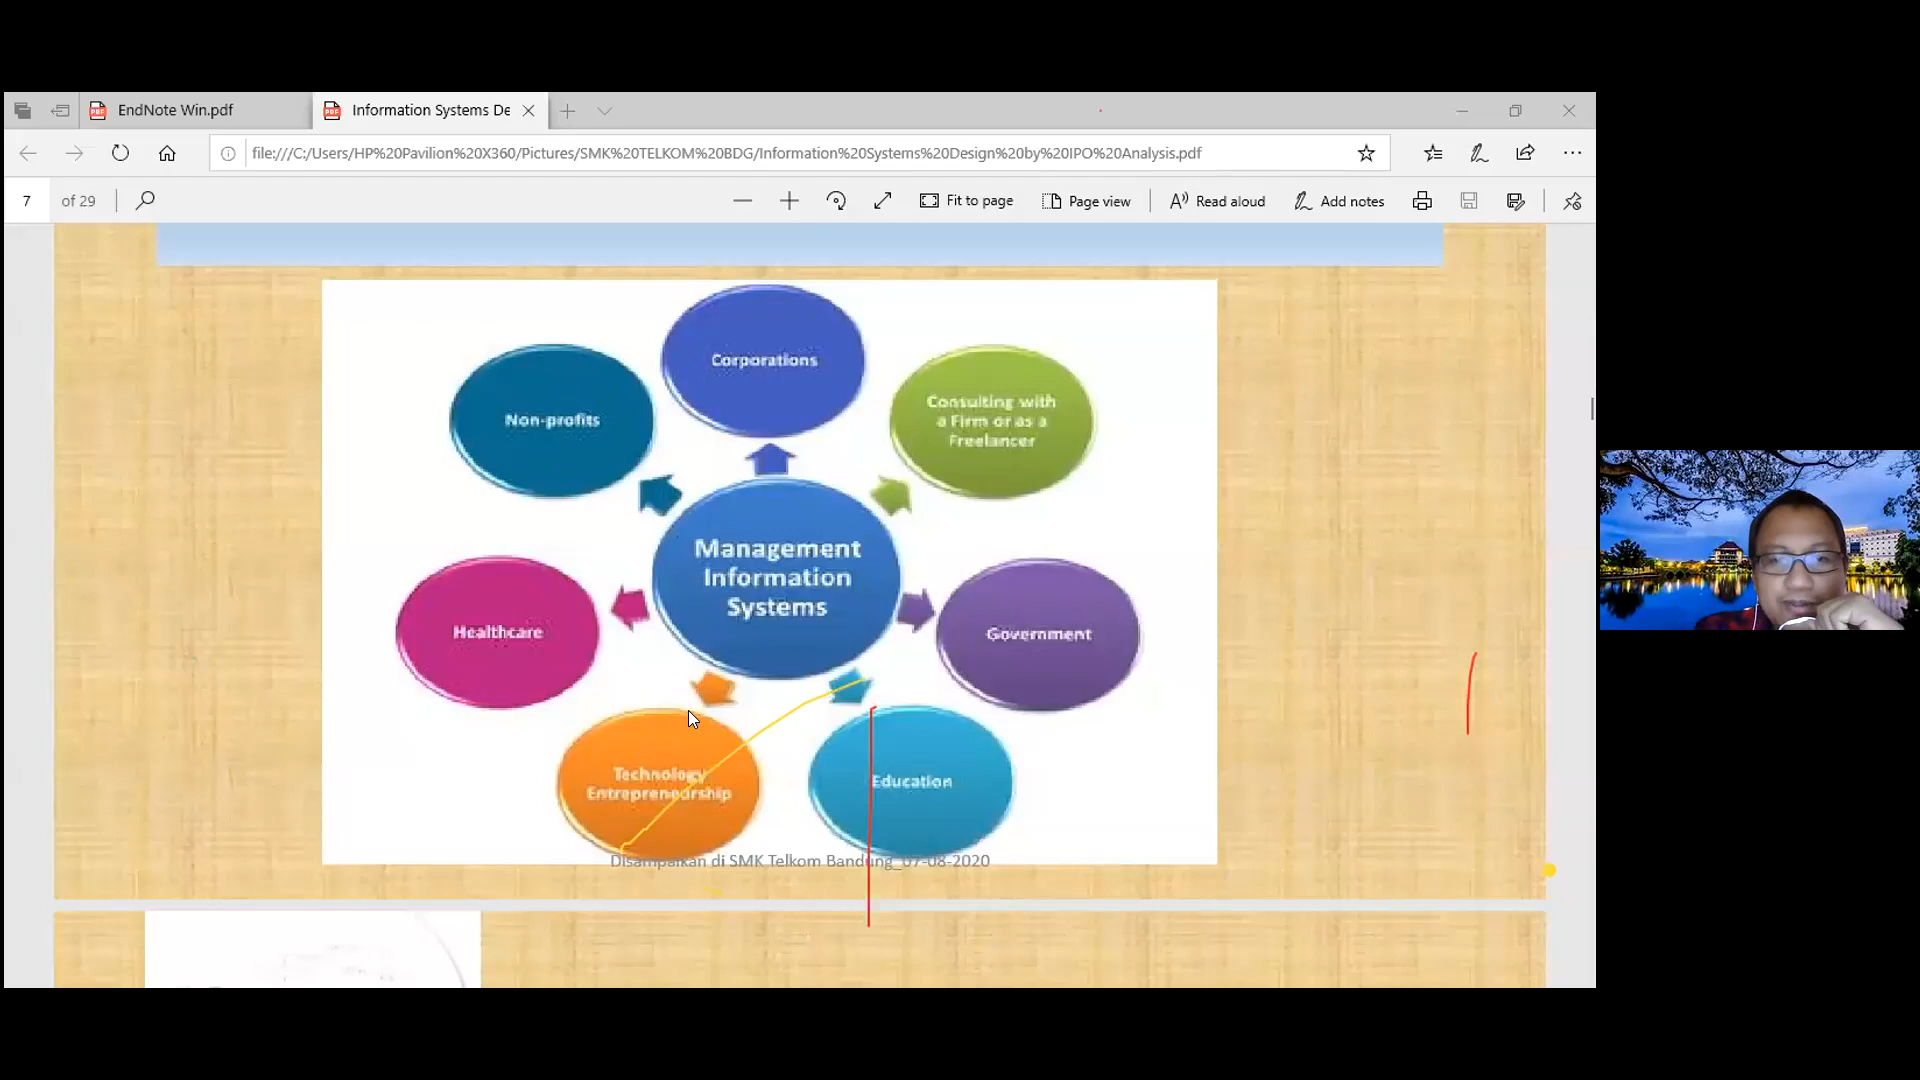 EndNote Win.pdf
Information Systems De
file:///C:/Users/HP%20Pavilion%20X360/Pictures/SMK%20TELKOM%20BDG/Information%20Systems%20Design%20by%20IPO%20Analysis.pdf
7 of 29
Fit to page
Page view
Read aloud
Add notes
Corporations
Non-profits
Consulting with
a Firm or as a
Freelancer
Management
Information
Systems
Healthcare
Government
Technology
Entrepreneurship
Education
Disampaikan di SMK Telkom Bandung_07-08-2020